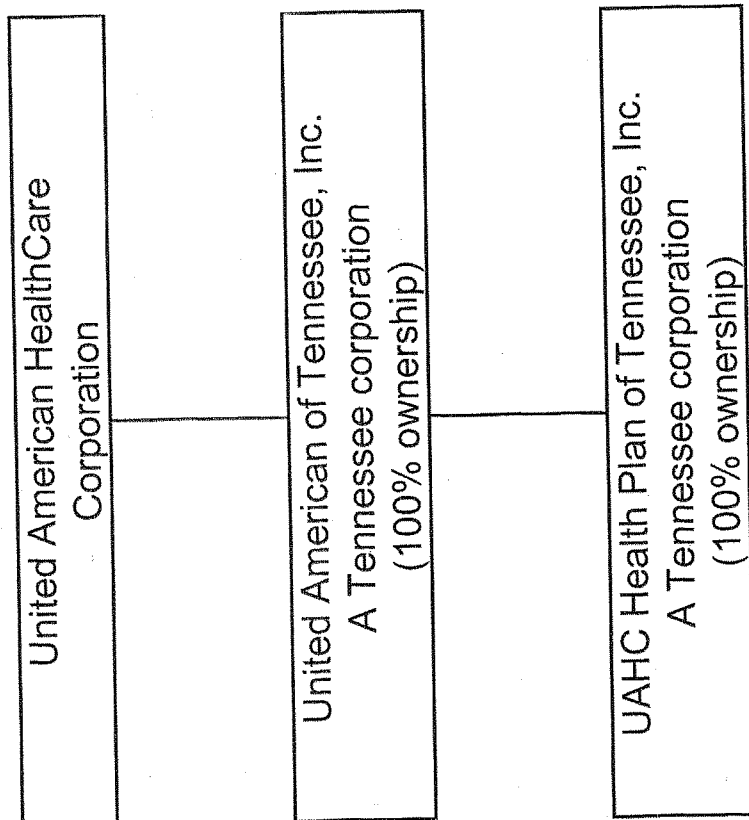 United American HealthCare
Corporation
United American of Tennessee, Inc.
A Tennessee corporation
(100% ownership)
UAHC Health Plan of Tennessee, Inc.
A Tennessee corporation
(100% ownership)